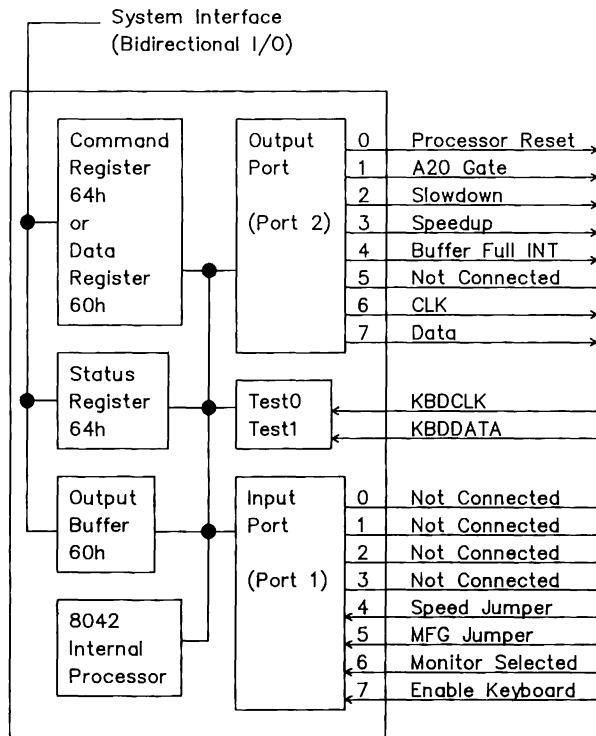 System Interface
(Bidirectional I/O)
Command
Register
64h
or
Data
Register
60h
Output
Port
(Port 2)
0 Processor Reset
1 A20 Gate
2 Slowdown
3 Speedup
4 Buffer Full INT
5 Not Connected
6 CLK
7 Data
Status
Register
64h
Test0
Test1
KBDCLK
KBDDATA
Output
Buffer
60h
Input
Port
(Port 1)
0 Not Connected
1 Not Connected
2 Not Connected
3 Not Connected
4 Speed Jumper
5 MFG Jumper
6 Monitor Selected
7 Enable Keyboard
8042
Internal
Processor